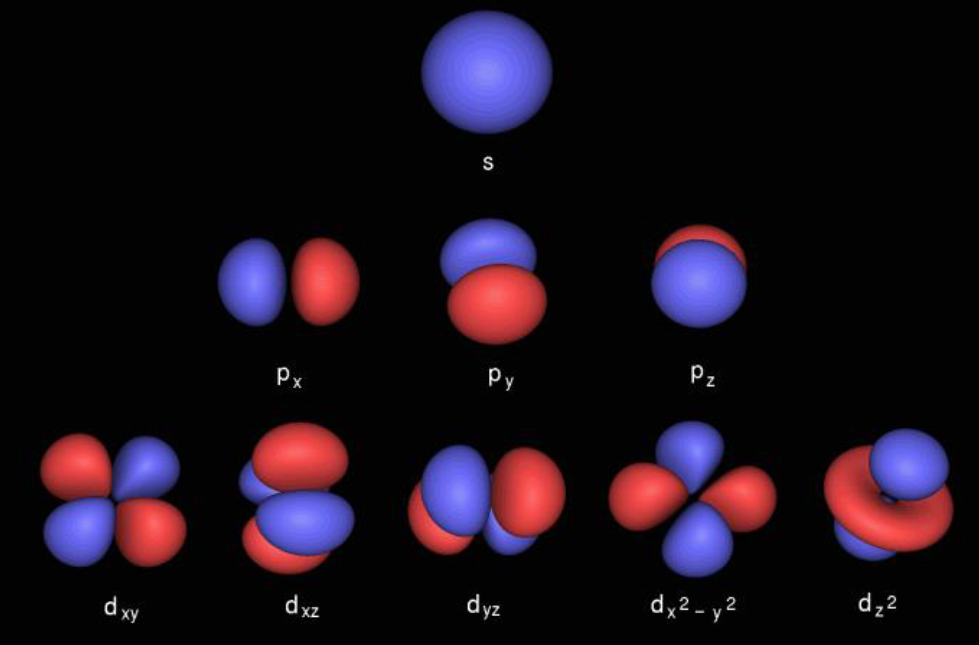 s
pₓ pᵧ p_z
d_xy d_xz d_yz d_x² – y² d_z²